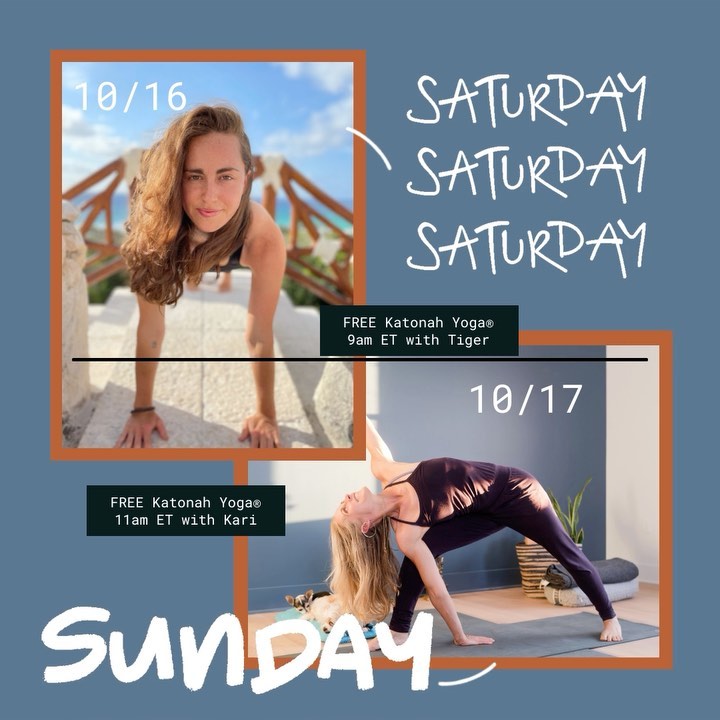 10/16
SATURDAY
SATURDAY
SATURDAY
FREE Katonah Yoga®
9am ET with Tiger
10/17
FREE Katonah Yoga®
11am ET with Kari
SUNDAY